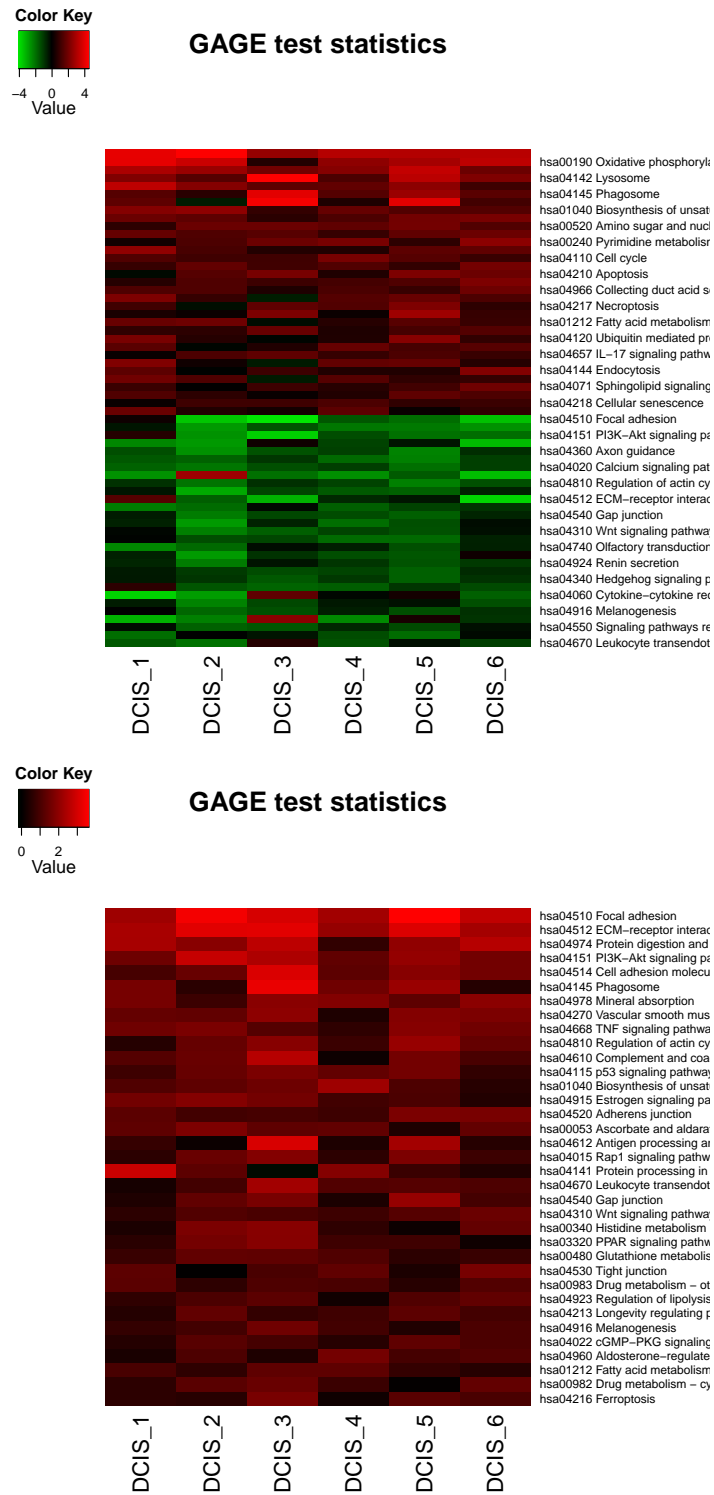 Color Key
−4 0 4
Value
GAGE test statistics
hsa00190 Oxidative phosphoryla
hsa04142 Lysosome
hsa04145 Phagosome
hsa01040 Biosynthesis of unsatu
hsa00520 Amino sugar and nucl
hsa00240 Pyrimidine metabolism
hsa04110 Cell cycle
hsa04210 Apoptosis
hsa04966 Collecting duct acid se
hsa04217 Necroptosis
hsa01212 Fatty acid metabolism
hsa04120 Ubiquitin mediated pro
hsa04657 IL−17 signaling pathw
hsa04144 Endocytosis
hsa04071 Sphingolipid signaling
hsa04218 Cellular senescence
hsa04510 Focal adhesion
hsa04151 PI3K−Akt signaling pa
hsa04360 Axon guidance
hsa04020 Calcium signaling pat
hsa04810 Regulation of actin cy
hsa04512 ECM−receptor interac
hsa04540 Gap junction
hsa04310 Wnt signaling pathway
hsa04740 Olfactory transduction
hsa04924 Renin secretion
hsa04340 Hedgehog signaling p
hsa04060 Cytokine−cytokine rec
hsa04916 Melanogenesis
hsa04550 Signaling pathways re
hsa04670 Leukocyte transendot
DCIS_1 DCIS_2 DCIS_3 DCIS_4 DCIS_5 DCIS_6
Color Key
0 2
Value
GAGE test statistics
hsa04510 Focal adhesion
hsa04512 ECM−receptor interac
hsa04974 Protein digestion and
hsa04151 PI3K−Akt signaling pa
hsa04514 Cell adhesion molecu
hsa04145 Phagosome
hsa04978 Mineral absorption
hsa04270 Vascular smooth mus
hsa04668 TNF signaling pathwa
hsa04810 Regulation of actin cy
hsa04610 Complement and coa
hsa04115 p53 signaling pathway
hsa01040 Biosynthesis of unsat
hsa04915 Estrogen signaling pa
hsa04520 Adherens junction
hsa00053 Ascorbate and aldarat
hsa04612 Antigen processing an
hsa04015 Rap1 signaling pathw
hsa04141 Protein processing in
hsa04670 Leukocyte transendot
hsa04540 Gap junction
hsa04310 Wnt signaling pathway
hsa00340 Histidine metabolism
hsa03320 PPAR signaling pathw
hsa00480 Glutathione metabolis
hsa04530 Tight junction
hsa00983 Drug metabolism − ot
hsa04923 Regulation of lipolysis
hsa04213 Longevity regulating p
hsa04916 Melanogenesis
hsa04022 cGMP−PKG signaling
hsa04960 Aldosterone−regulate
hsa01212 Fatty acid metabolism
hsa00982 Drug metabolism − cy
hsa04216 Ferroptosis
DCIS_1 DCIS_2 DCIS_3 DCIS_4 DCIS_5 DCIS_6